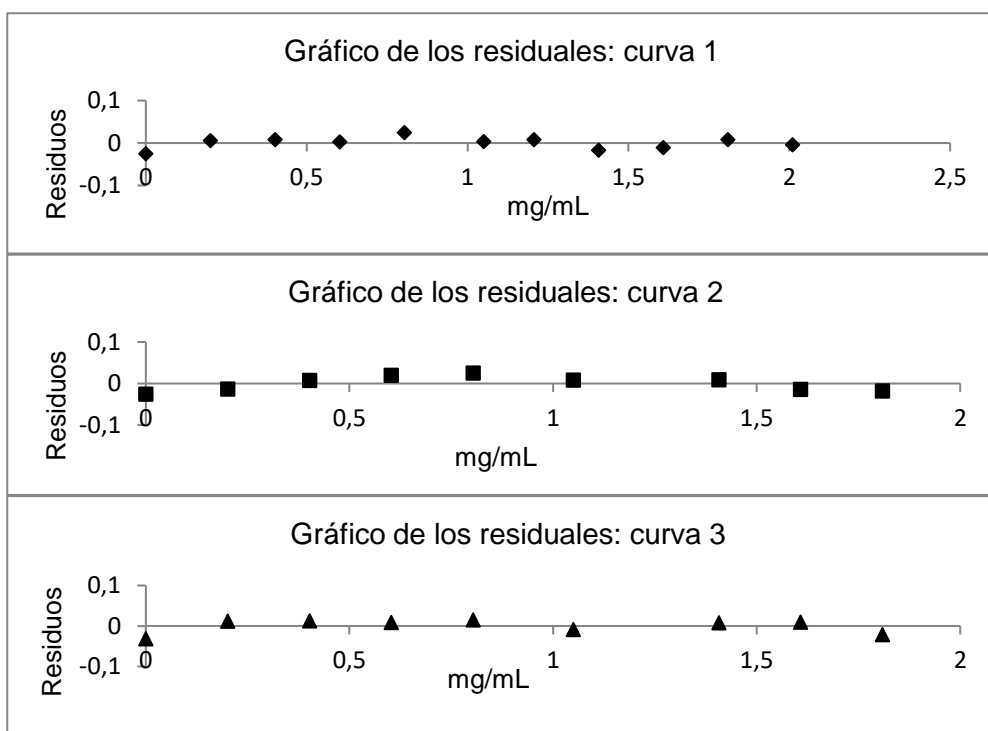 Gráfico de los residuales: curva 1
Residuos
0,1
0
-0,1
0 0,5 1 1,5 2 2,5
mg/mL
Gráfico de los residuales: curva 2
Residuos
0,1
0
-0,1
0 0,5 1 1,5 2
mg/mL
Gráfico de los residuales: curva 3
Residuos
0,1
0
-0,1
0 0,5 1 1,5 2
mg/mL